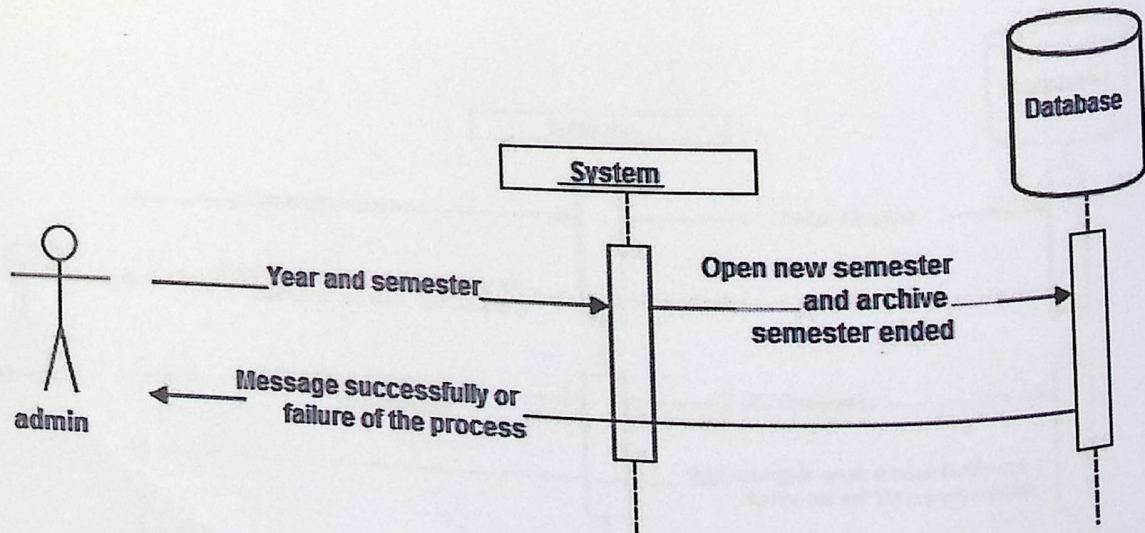 Database
System
Year and semester
Open new semester
and archive
semester ended
Message successfully or
failure of the process
admin